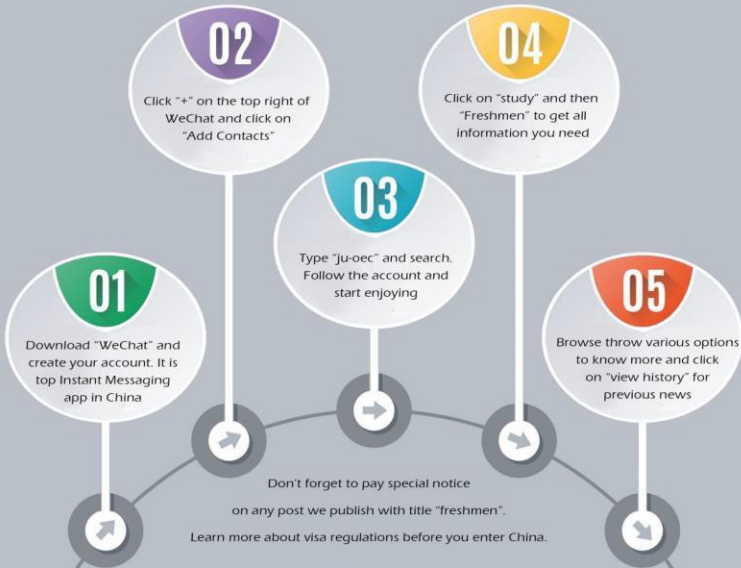 01
Download "WeChat" and
create your account. It is
top Instant Messaging
app in China
02
Click "+" on the top right of
WeChat and click on
"Add Contacts"
03
Type "ju-oec" and search.
Follow the account and
start enjoying
04
Click on "study" and then
"Freshmen" to get all
information you need
05
Browse throw various options
to know more and click
on "view history" for
previous news
Don't forget to pay special notice
on any post we publish with title "freshmen".
Learn more about visa regulations before you enter China.